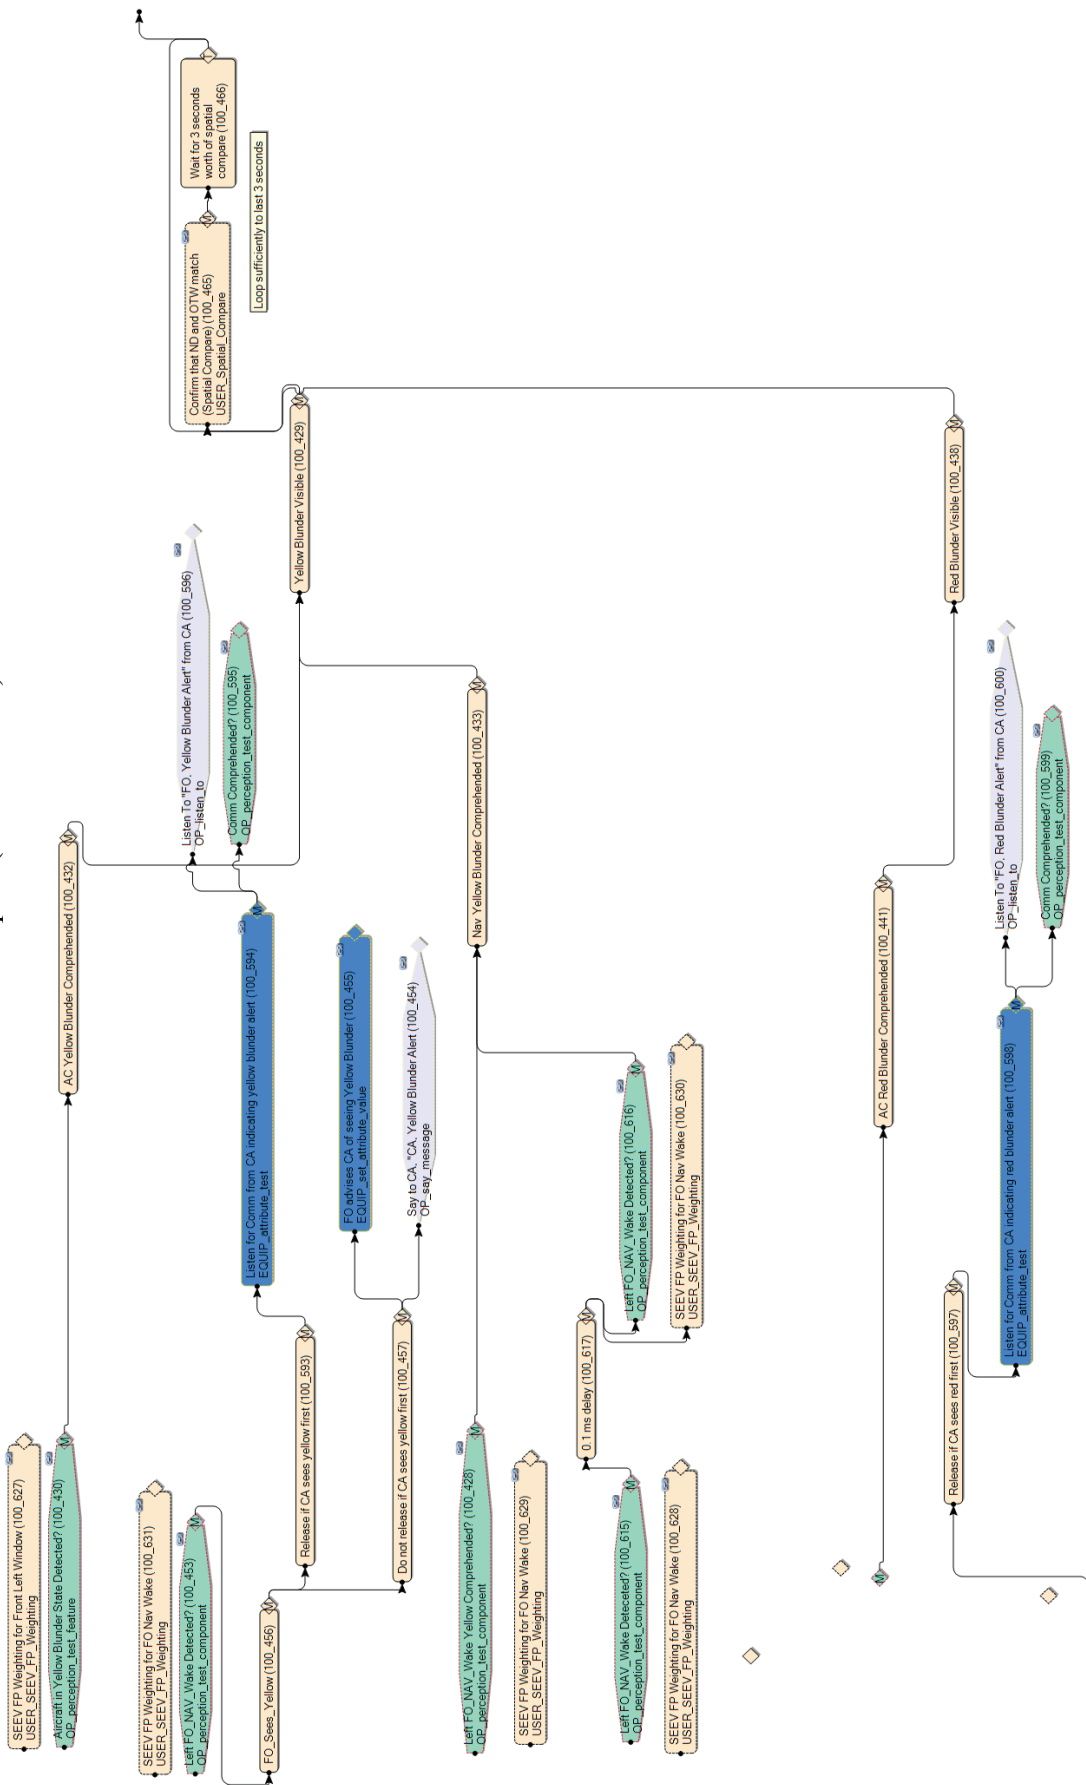 SEEV FP Weighting for Front Left Window (100_627)
USER_SEEV_FP_Weighting
Aircraft in Yellow Blunder State Detected? (100_430)
OP_perception_test_feature
AC Yellow Blunder Comprehended (100_432)
SEEV FP Weighting for FO Nav Wake (100_631)
USER_SEEV_FP_Weighting
Left FO_NAV_Wake Detected? (100_453)
OP_perception_test_component
FO_Sees_Yellow (100_456)
Release if CA sees yellow first (100_593)
Do not release if CA sees yellow first (100_457)
Listen for Comm from CA indicating yellow blunder alert (100_594)
EQUIP_attribute_test
FO advises CA of seeing Yellow Blunder (100_455)
EQUIP_set_attribute_value
Say to CA, "CA, Yellow Blunder Alert (100_454)
OP_say_message
Listen To "FO, Yellow Blunder Alert" from CA (100_596)
OP_listen_to
Comm Comprehended? (100_595)
OP_perception_test_component
Yellow Blunder Visible (100_429)
Confirm that ND and OTW match
(Spatial Compare) (100_465)
USER_Spatial_Compare
Wait for 3 seconds
worth of spatial
compare (100_466)
Loop sufficiently to last 3 seconds
Left FO_NAV_Wake Yellow Comprehended? (100_428)
OP_perception_test_component
Nav Yellow Blunder Comprehended (100_433)
SEEV FP Weighting for FO Nav Wake (100_629)
USER_SEEV_FP_Weighting
0.1 ms delay (100_617)
Left FO_NAV_Wake Deteceted? (100_615)
OP_perception_test_component
SEEV FP Weighting for FO Nav Wake (100_628)
USER_SEEV_FP_Weighting
Left FO_NAV_Wake Detected? (100_616)
OP_perception_test_component
SEEV FP Weighting for FO Nav Wake (100_630)
USER_SEEV_FP_Weighting
AC Red Blunder Comprehended (100_441)
Red Blunder Visible (100_438)
Release if CA sees red first (100_597)
Listen for Comm from CA indicating red blunder alert (100_598)
EQUIP_attribute_test
Listen To "FO, Red Blunder Alert" from CA (100_600)
OP_listen_to
Comm Comprehended? (100_599)
OP_perception_test_component